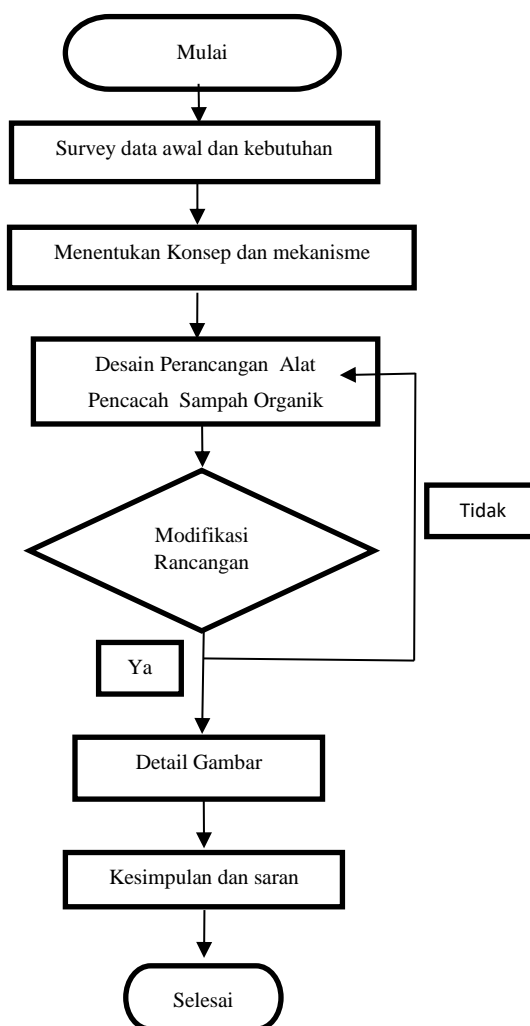 Mulai
Survey data awal dan kebutuhan
Menentukan Konsep dan mekanisme
Desain Perancangan Alat
Pencacah Sampah Organik
Tidak
Modifikasi
Rancangan
Ya
Detail Gambar
Kesimpulan dan saran
Selesai